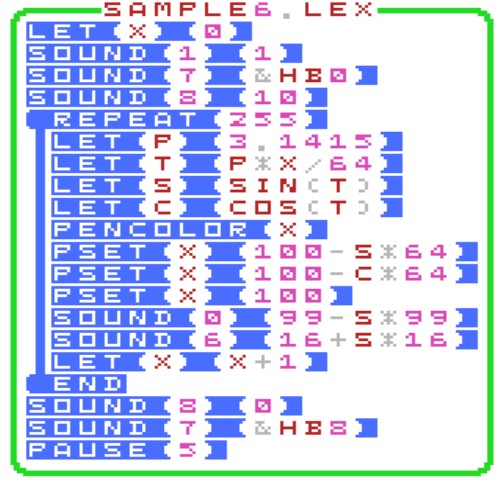 SAMPLE6.LEX
LET X 0
SOUND 1 1
SOUND 7 &HB0
SOUND 8 10
REPEAT 255
LET P 3.1415
LET T P*X/64
LET S SIN(T)
LET C COS(T)
PENCOLOR X
PSET X 100-S*64
PSET X 100-C*64
PSET X 100
SOUND 0 99-S*99
SOUND 6 16+S*16
LET X X+1
END
SOUND 8 0
SOUND 7 &HB8
PAUSE 5